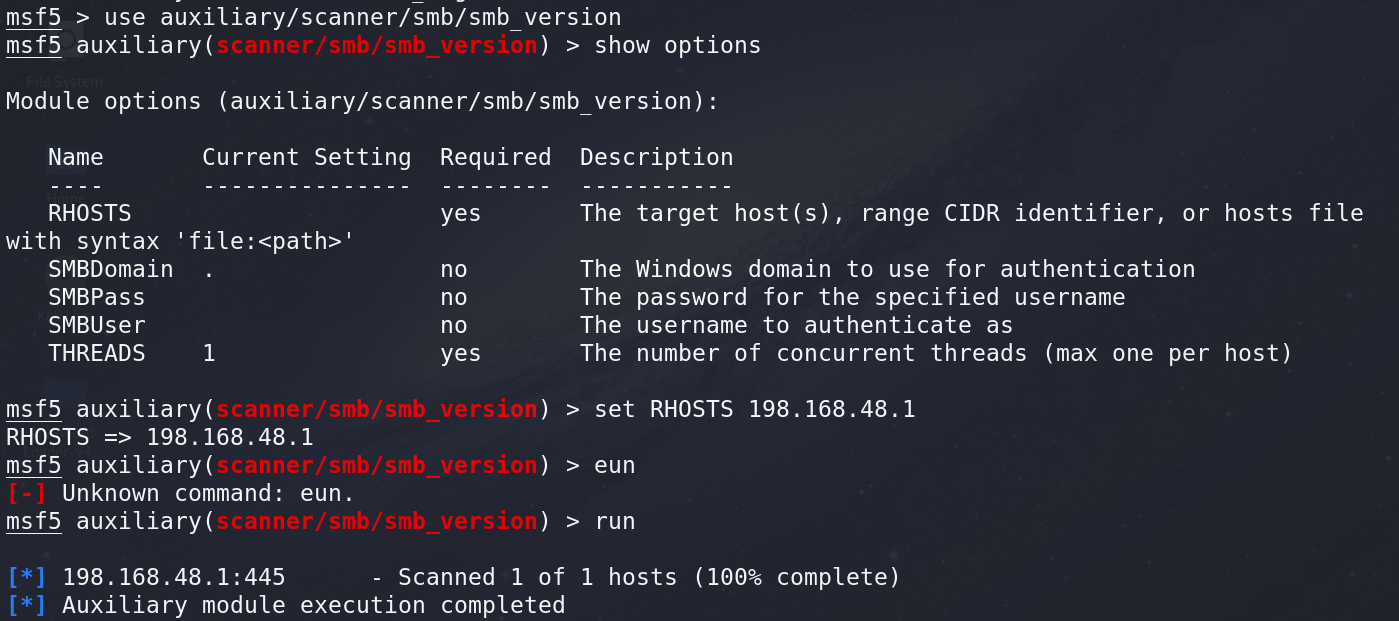 msf5 > use auxiliary/scanner/smb/smb_version
msf5 auxiliary(scanner/smb/smb_version) > show options
File System
Module options (auxiliary/scanner/smb/smb_version):
Name Current Setting Required Description
---- --------------- -------- -----------
RHOSTS yes The target host(s), range CIDR identifier, or hosts file
with syntax 'file:<path>'
SMBDomain . no The Windows domain to use for authentication
SMBPass no The password for the specified username
SMBUser no The username to authenticate as
THREADS 1 yes The number of concurrent threads (max one per host)
msf5 auxiliary(scanner/smb/smb_version) > set RHOSTS 198.168.48.1
RHOSTS => 198.168.48.1
msf5 auxiliary(scanner/smb/smb_version) > eun
[-] Unknown command: eun.
msf5 auxiliary(scanner/smb/smb_version) > run
[*] 198.168.48.1:445 - Scanned 1 of 1 hosts (100% complete)
[*] Auxiliary module execution completed